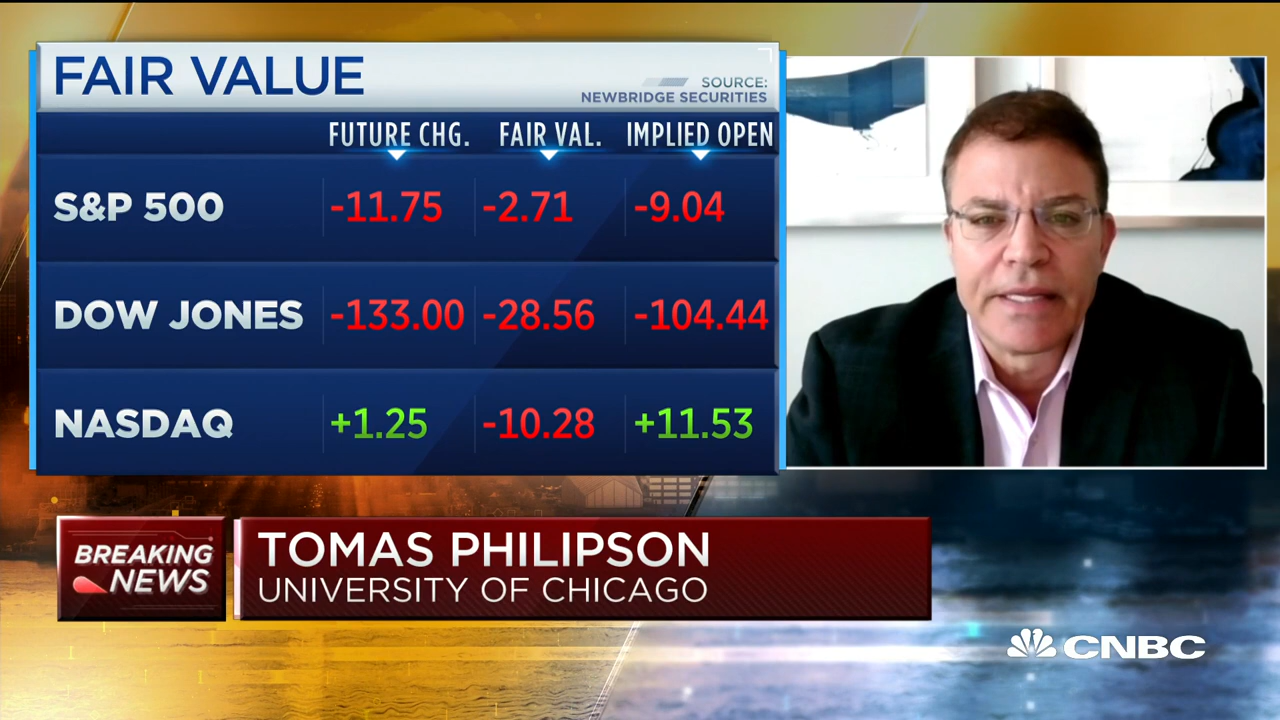 FAIR VALUE
SOURCE:
NEWBRIDGE SECURITIES
FUTURE CHG. FAIR VAL. IMPLIED OPEN
S&P 500 -11.75 -2.71 -9.04
DOW JONES -133.00 -28.56 -104.44
NASDAQ +1.25 -10.28 +11.53
BREAKING
NEWS
TOMAS PHILIPSON
UNIVERSITY OF CHICAGO
CNBC